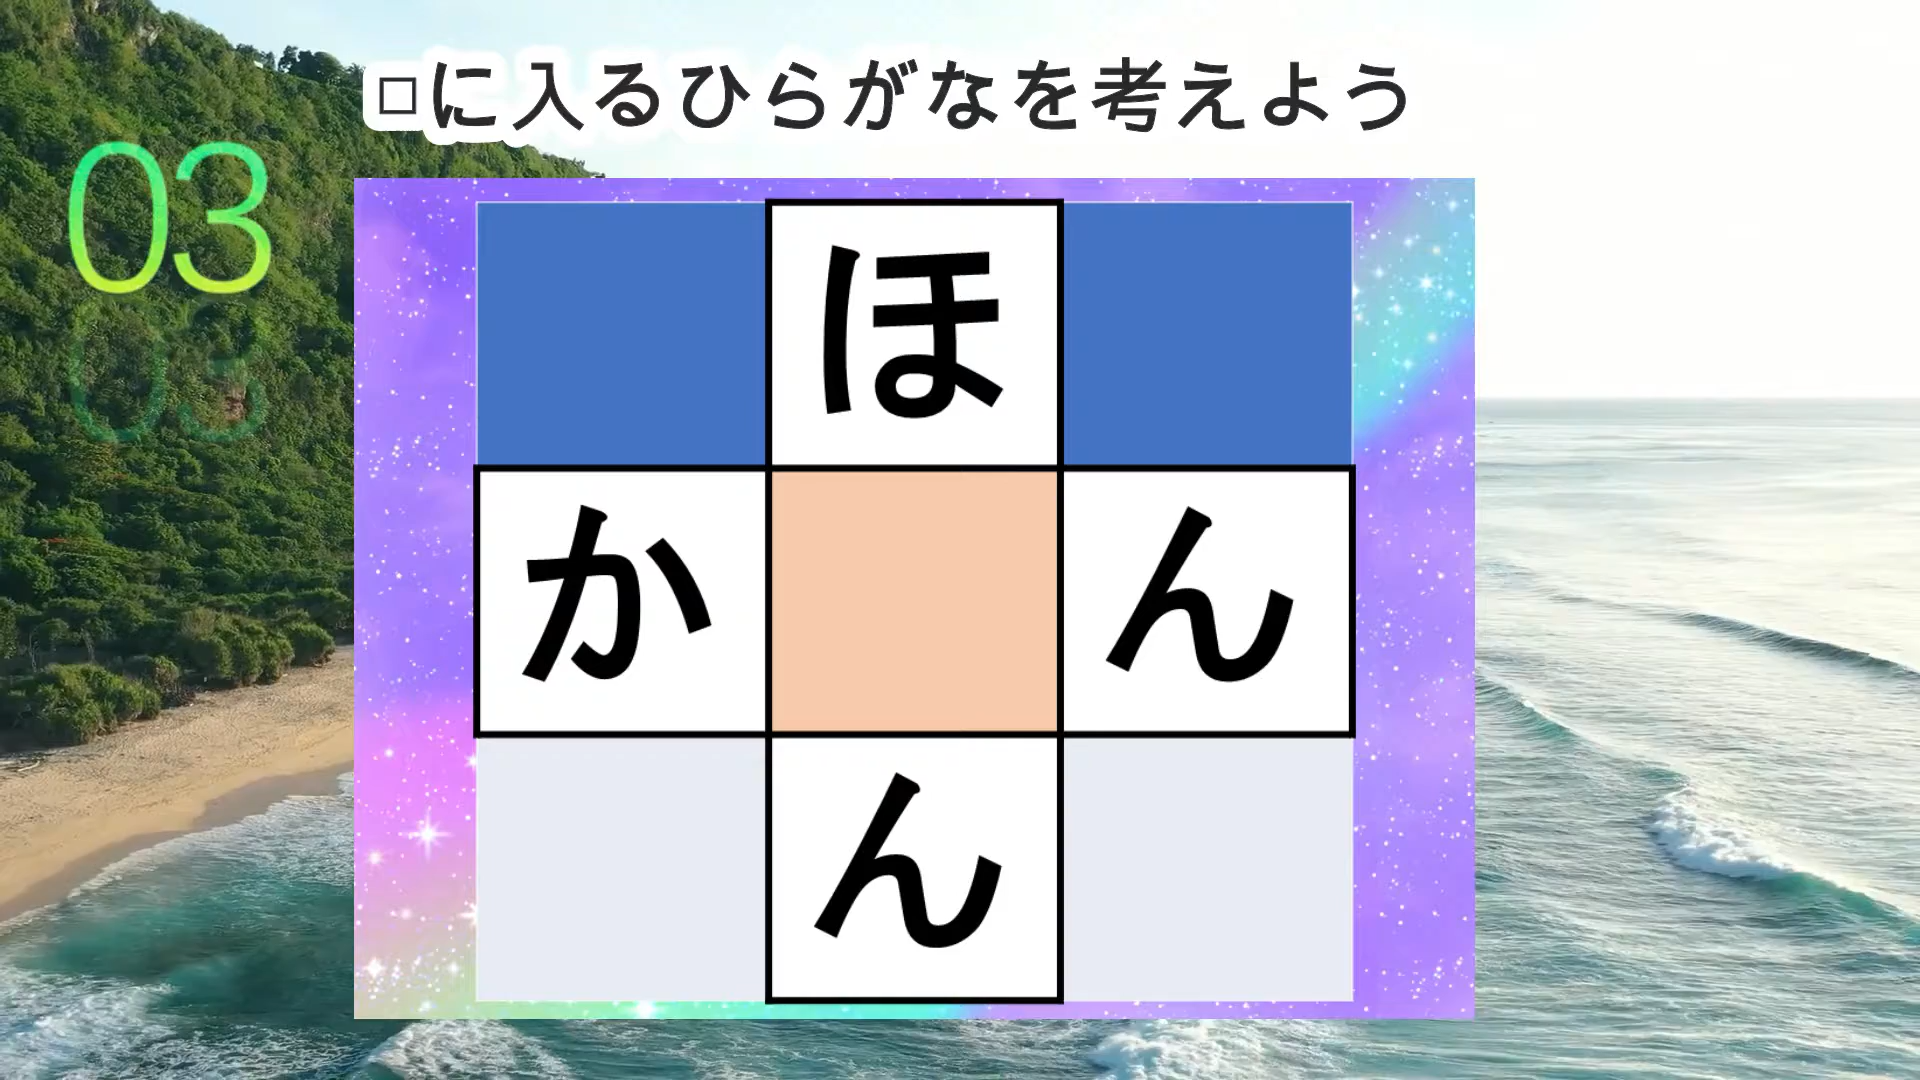 □に入るひらがなを考えよう
03
ほ
か ん
ん